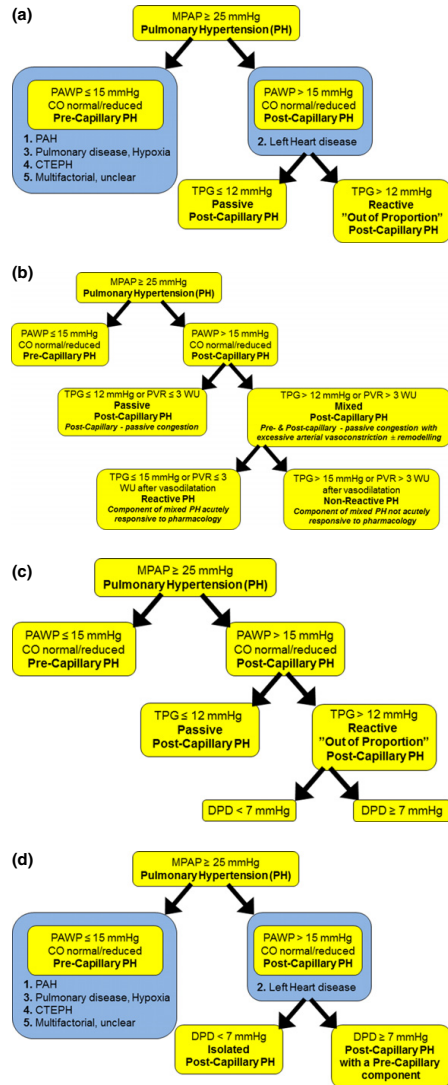 (a)
MPAP ≥ 25 mmHg
Pulmonary Hypertension (PH)
PAWP ≤ 15 mmHg
CO normal/reduced
Pre-Capillary PH
1. PAH
3. Pulmonary disease, Hypoxia
4. CTEPH
5. Multifactorial, unclear
PAWP > 15 mmHg
CO normal/reduced
Post-Capillary PH
2. Left Heart disease
TPG ≤ 12 mmHg
Passive
Post-Capillary PH
TPG > 12 mmHg
Reactive
"Out of Proportion"
Post-Capillary PH
(b)
MPAP ≥ 25 mmHg
Pulmonary Hypertension (PH)
PAWP ≤ 15 mmHg
CO normal/reduced
Pre-Capillary PH
PAWP > 15 mmHg
CO normal/reduced
Post-Capillary PH
TPG ≤ 12 mmHg or PVR ≤ 3 WU
Passive
Post-Capillary PH
Post-Capillary - passive congestion
TPG > 12 mmHg or PVR > 3 WU
Mixed
Post-Capillary PH
Pre- & Post-capillary - passive congestion with
excessive arterial vasoconstriction ± remodelling
TPG ≤ 15 mmHg or PVR ≤ 3
WU after vasodilatation
Reactive PH
Component of mixed PH acutely
responsive to pharmacology
TPG > 15 mmHg or PVR > 3 WU
after vasodilatation
Non-Reactive PH
Component of mixed PH not acutely
responsive to pharmacology
(c)
MPAP ≥ 25 mmHg
Pulmonary Hypertension (PH)
PAWP ≤ 15 mmHg
CO normal/reduced
Pre-Capillary PH
PAWP > 15 mmHg
CO normal/reduced
Post-Capillary PH
TPG ≤ 12 mmHg
Passive
Post-Capillary PH
TPG > 12 mmHg
Reactive
"Out of Proportion"
Post-Capillary PH
DPD < 7 mmHg
DPD ≥ 7 mmHg
(d)
MPAP ≥ 25 mmHg
Pulmonary Hypertension (PH)
PAWP ≤ 15 mmHg
CO normal/reduced
Pre-Capillary PH
1. PAH
3. Pulmonary disease, Hypoxia
4. CTEPH
5. Multifactorial, unclear
PAWP > 15 mmHg
CO normal/reduced
Post-Capillary PH
2. Left Heart disease
DPD < 7 mmHg
Isolated
Post-Capillary PH
DPD ≥ 7 mmHg
Post-Capillary PH
with a Pre-Capillary
component